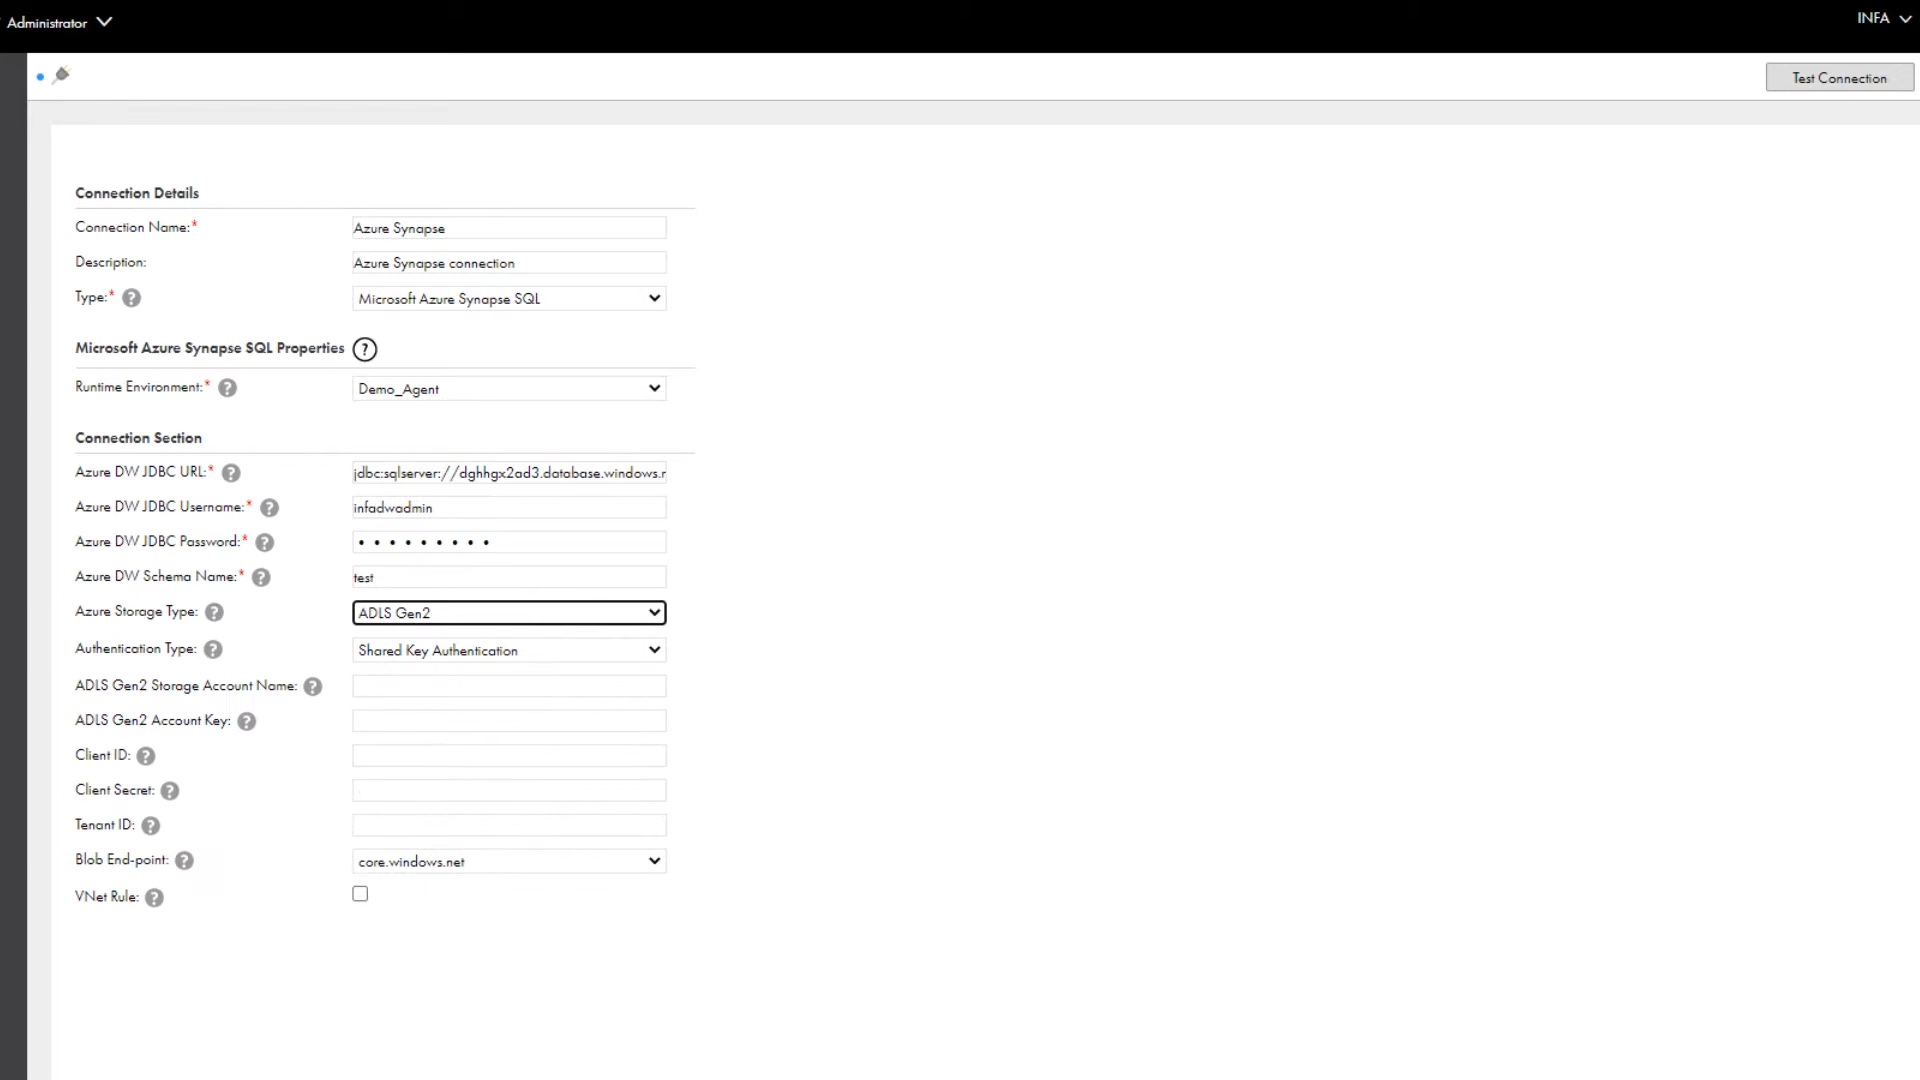 Administrator
INFA
Test Connection
Connection Details
Connection Name:* Azure Synapse
Description: Azure Synapse connection
Type:* ? Microsoft Azure Synapse SQL
Microsoft Azure Synapse SQL Properties ?
Runtime Environment:* ? Demo_Agent
Connection Section
Azure DW JDBC URL:* ? jdbc:sqlserver://dghhgx2ad3.database.windows.r
Azure DW JDBC Username:* ? infadwadmin
Azure DW JDBC Password:* ? • • • • • • • • •
Azure DW Schema Name:* ? test
Azure Storage Type: ? ADLS Gen2
Authentication Type: ? Shared Key Authentication
ADLS Gen2 Storage Account Name: ?
ADLS Gen2 Account Key: ?
Client ID: ?
Client Secret: ?
Tenant ID: ?
Blob End-point: ? core.windows.net
VNet Rule: ?